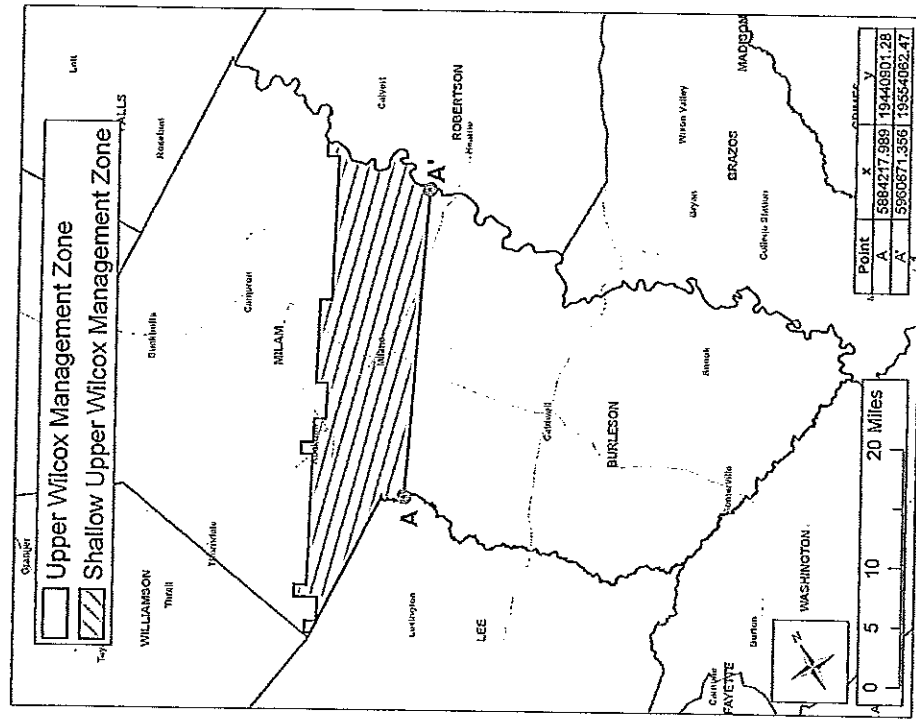 Granger
Upper Wilcox Management Zone
Shallow Upper Wilcox Management Zone
Lott
ALLS
Rosebud
WILLIAMSON
Thrall
Thorndale
Buckholts
Cameron
MILAM
Calvert
ROBERTSON
Hearne
Rockdale
Milano
A
A'
Lexington
LEE
Caldwell
BURLESON
Snook
Somerville
Wixon Valley
Bryan
BRAZOS
College Station
MADISON
GRIMES
WASHINGTON
Burton
FAYETTE
N
0 5 10 20 Miles
Point x y
A 5884217.989 19440901.28
A' 5960671.356 19554062.47